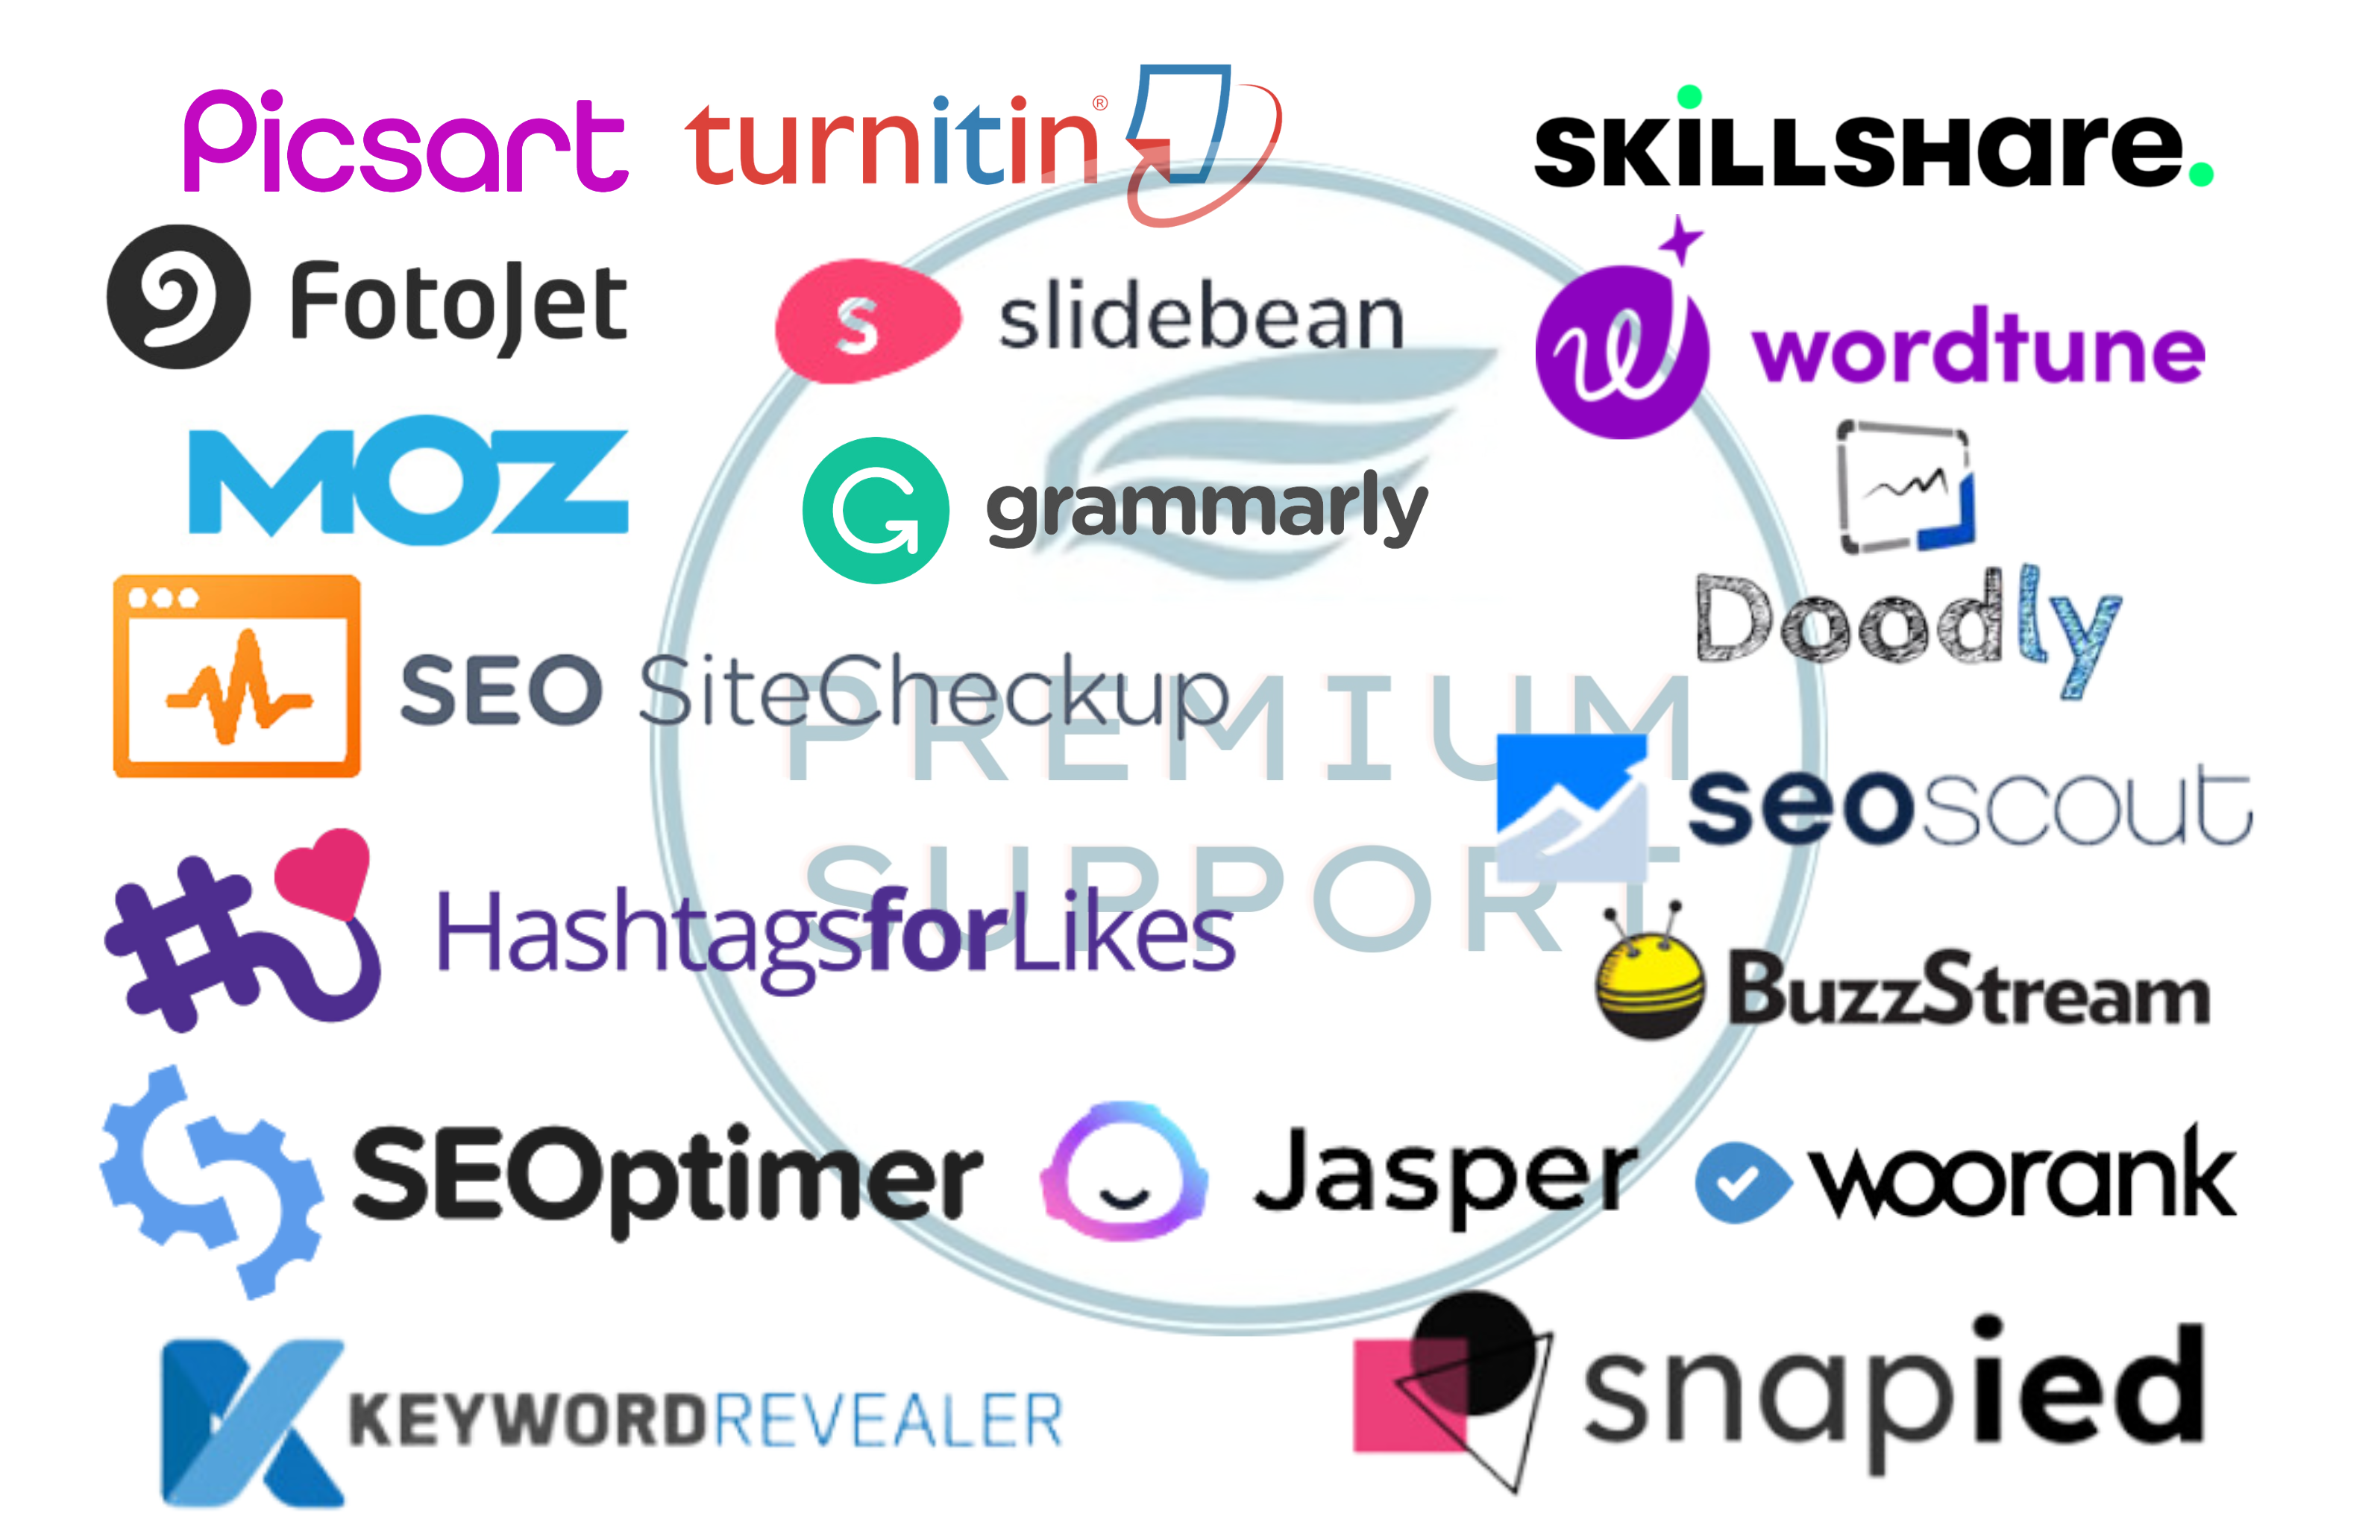 Picsart
turnitin®
SKiLLSHare.
FotoJet
s slidebean
w wordtune
MOZ
G grammarly
Doodly
SEO SiteCheckup
PREMIUM
seoscout
SUPPORT
HashtagsforLikes
BuzzStream
SEOptimer
Jasper
woorank
KEYWORDREVEALER
snapied